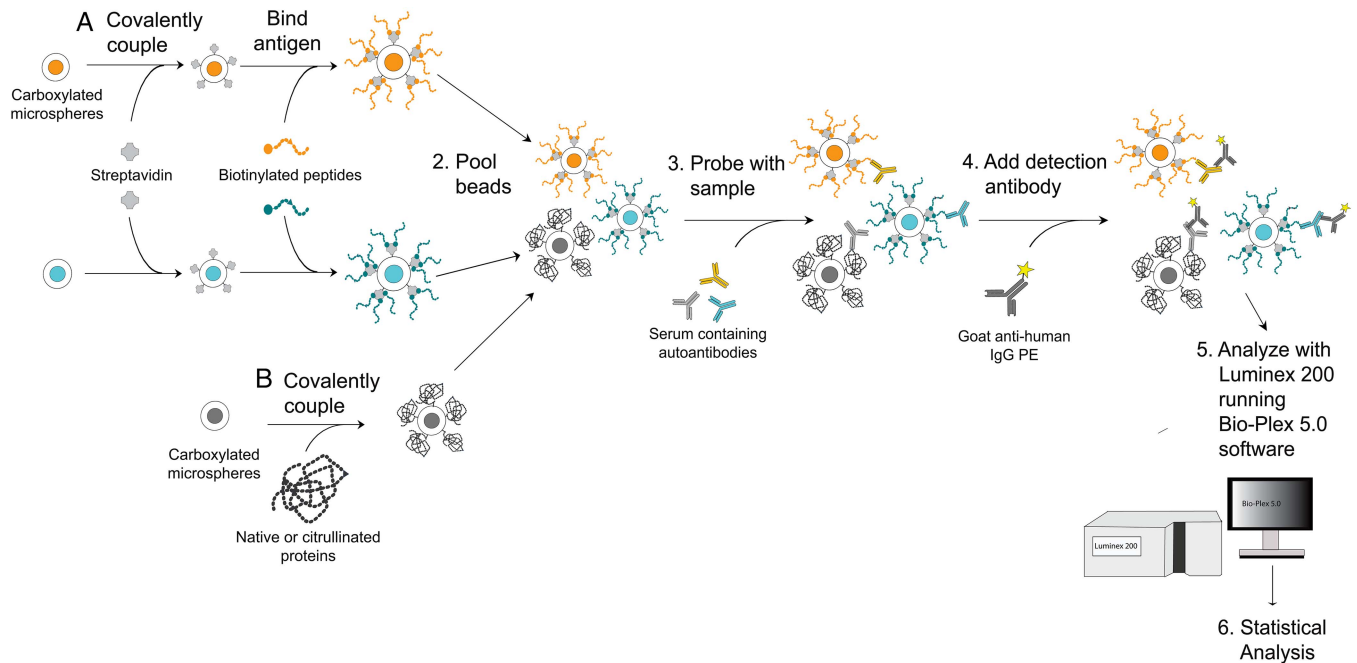 A Covalently
couple
Bind
antigen
Carboxylated
microspheres
Streptavidin
Biotinylated peptides
2. Pool
beads
3. Probe with
sample
4. Add detection
antibody
Serum containing
autoantibodies
Goat anti-human
IgG PE
B Covalently
couple
Carboxylated
microspheres
Native or citrullinated
proteins
5. Analyze with
Luminex 200
running
Bio-Plex 5.0
software
Bio-Plex 5.0
Luminex 200
6. Statistical
Analysis